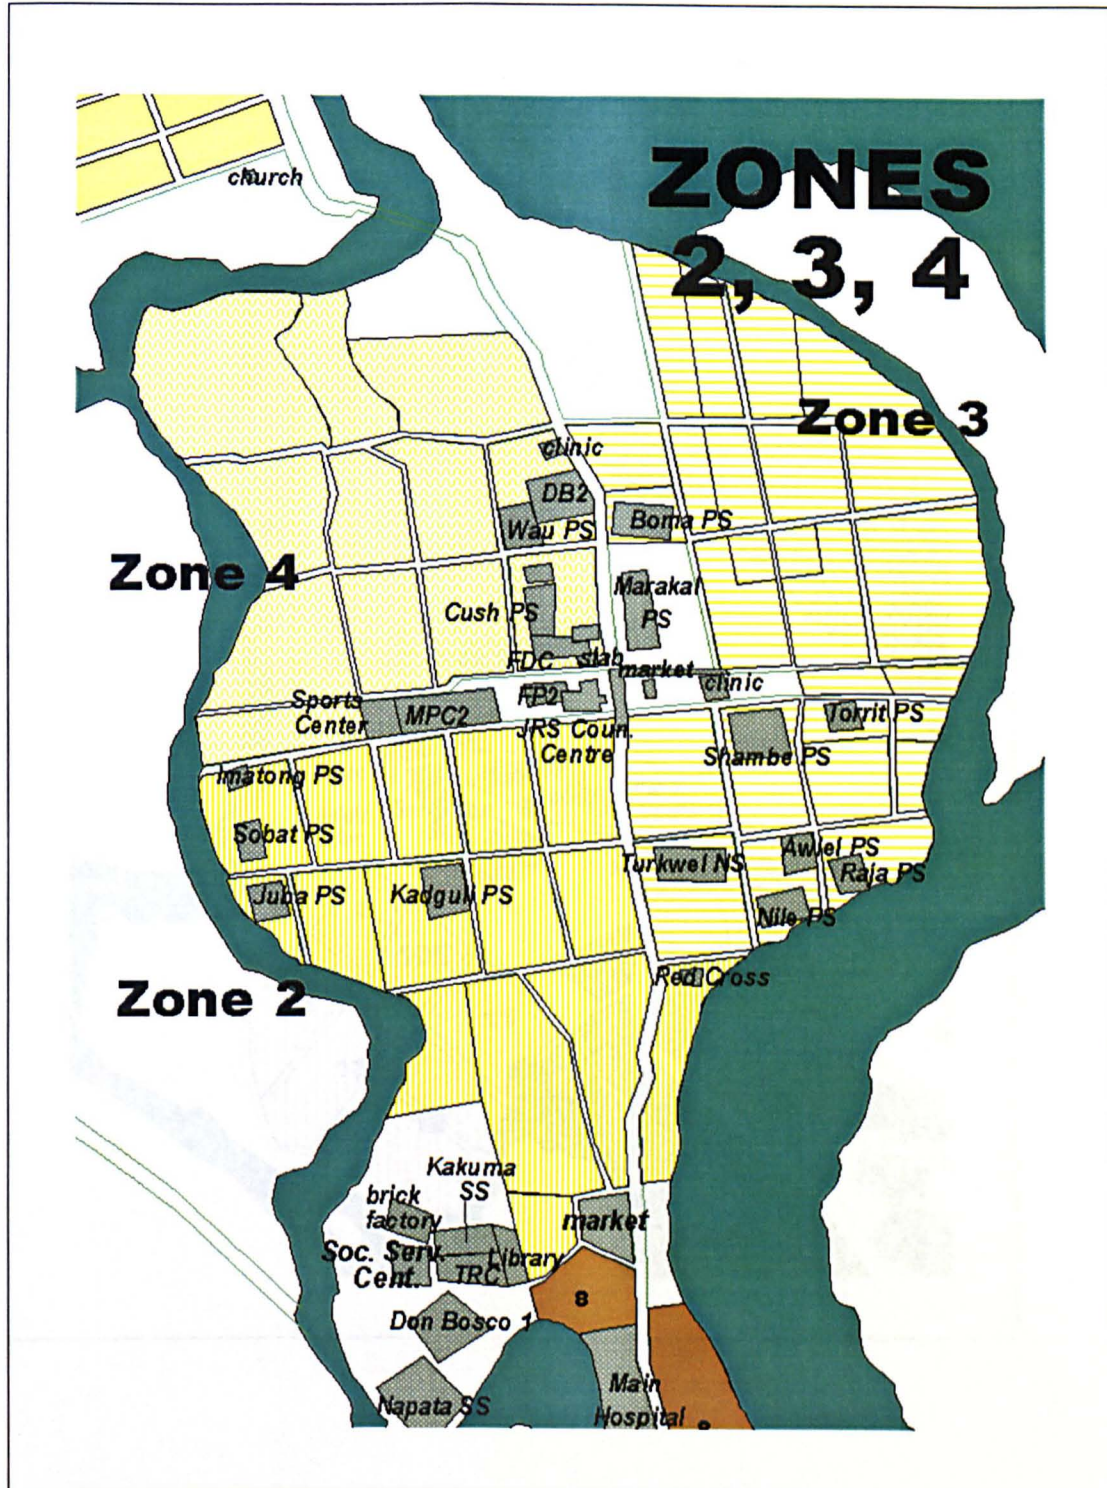 ZONES
2, 3, 4
church
Zone 3
clinic
DB2
Wau PS
Boma PS
Zone 4
Marakal
PS
Cush PS
FDC
slab
market
clinic
Sports
Center
MPC2
FP2
JRS Coun.
Centre
Torrit PS
Shambe PS
Imatong PS
Sobat PS
Turkwel NS
Awiel PS
Raja PS
Juba PS
Kadguli PS
Nile PS
Red Cross
Zone 2
Kakuma
SS
brick
factory
market
Soc. Serv.
Cent.
Library
TRC
8
Don Bosco 1
Main
Hospital
Napata SS